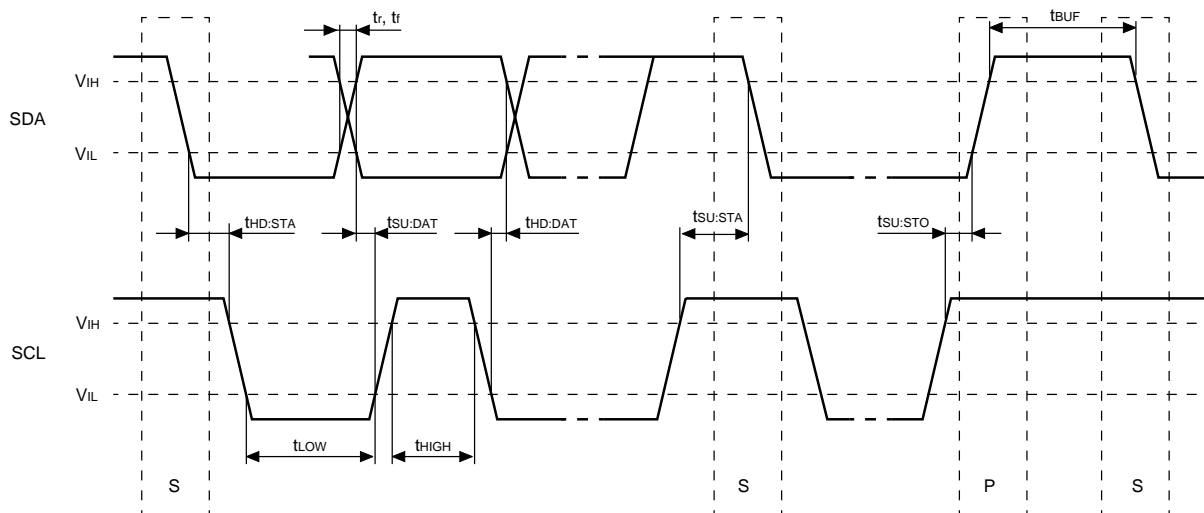 tr, tf
tBUF
VIH
SDA
VIL
tHD:STA
tSU:DAT
tHD:DAT
tSU:STA
tSU:STO
VIH
SCL
VIL
tLOW
tHIGH
S
S
P
S